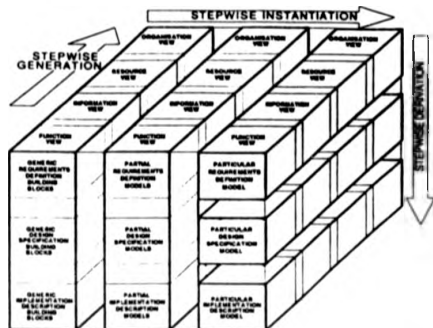 STEPWISE INSTANTIATION
STEPWISE
GENERATION
STEPWISE DERIVATION
ORGANISATION
VIEW
ORGANISATION
VIEW
ORGANISATION
VIEW
RESOURCE
VIEW
RESOURCE
VIEW
RESOURCE
VIEW
INFORMATION
VIEW
INFORMATION
VIEW
INFORMATION
VIEW
FUNCTION
VIEW
FUNCTION
VIEW
FUNCTION
VIEW
GENERIC
REQUIREMENTS
DEFINITION
BUILDING
BLOCKS
PARTIAL
REQUIREMENTS
DEFINITION
MODELS
PARTICULAR
REQUIREMENTS
DEFINITION
MODEL
GENERIC
DESIGN
SPECIFICATION
BUILDING
BLOCKS
PARTIAL DESIGN
SPECIFICATION
MODELS
PARTICULAR
DESIGN
SPECIFICATION
MODEL
GENERIC
IMPLEMENTATION
DESCRIPTION
BUILDING
BLOCKS
PARTIAL
IMPLEMENTATION
DESCRIPTION
MODELS
PARTICULAR
IMPLEMENTATION
DESCRIPTION
MODEL